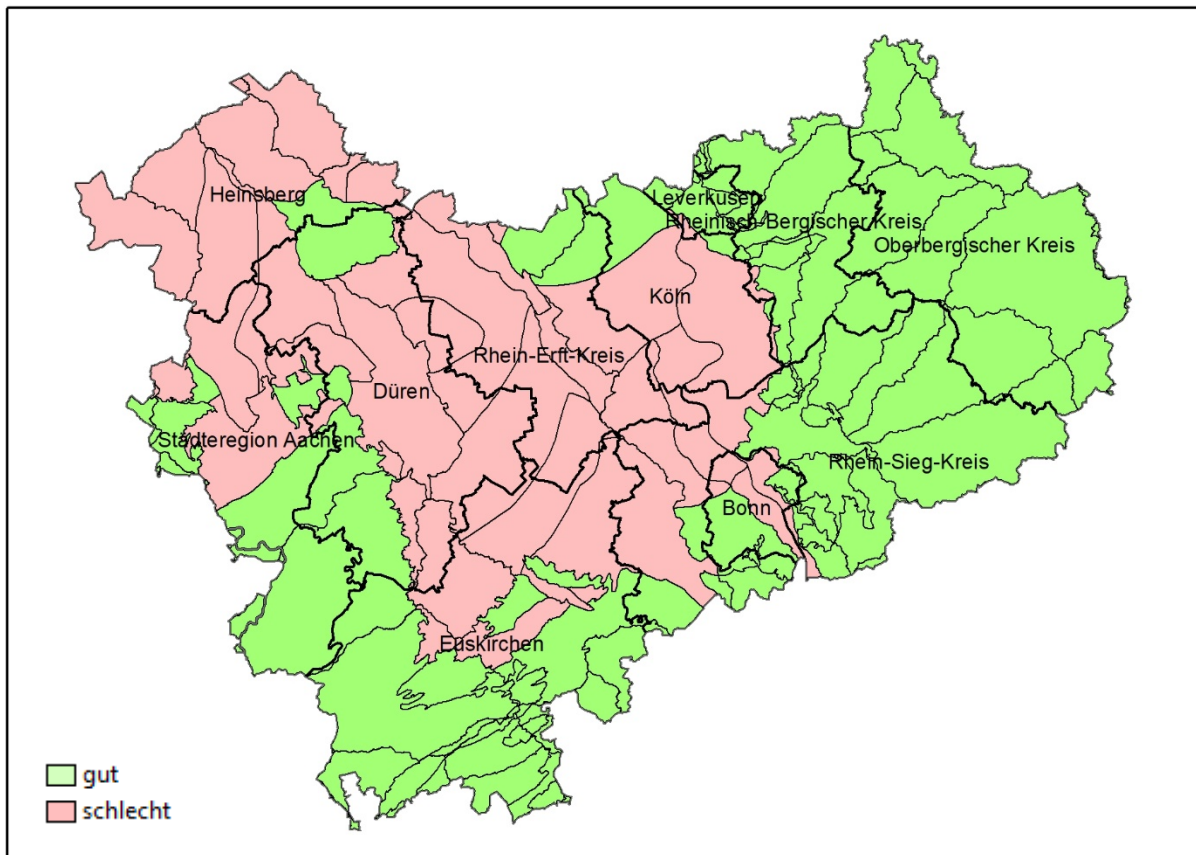 Heinsberg
Leverkusen
Rheinisch-Bergischer Kreis
Oberbergischer Kreis
Köln
Rhein-Erft-Kreis
Düren
Städteregion Aachen
Rhein-Sieg-Kreis
Bonn
Euskirchen
gut
schlecht